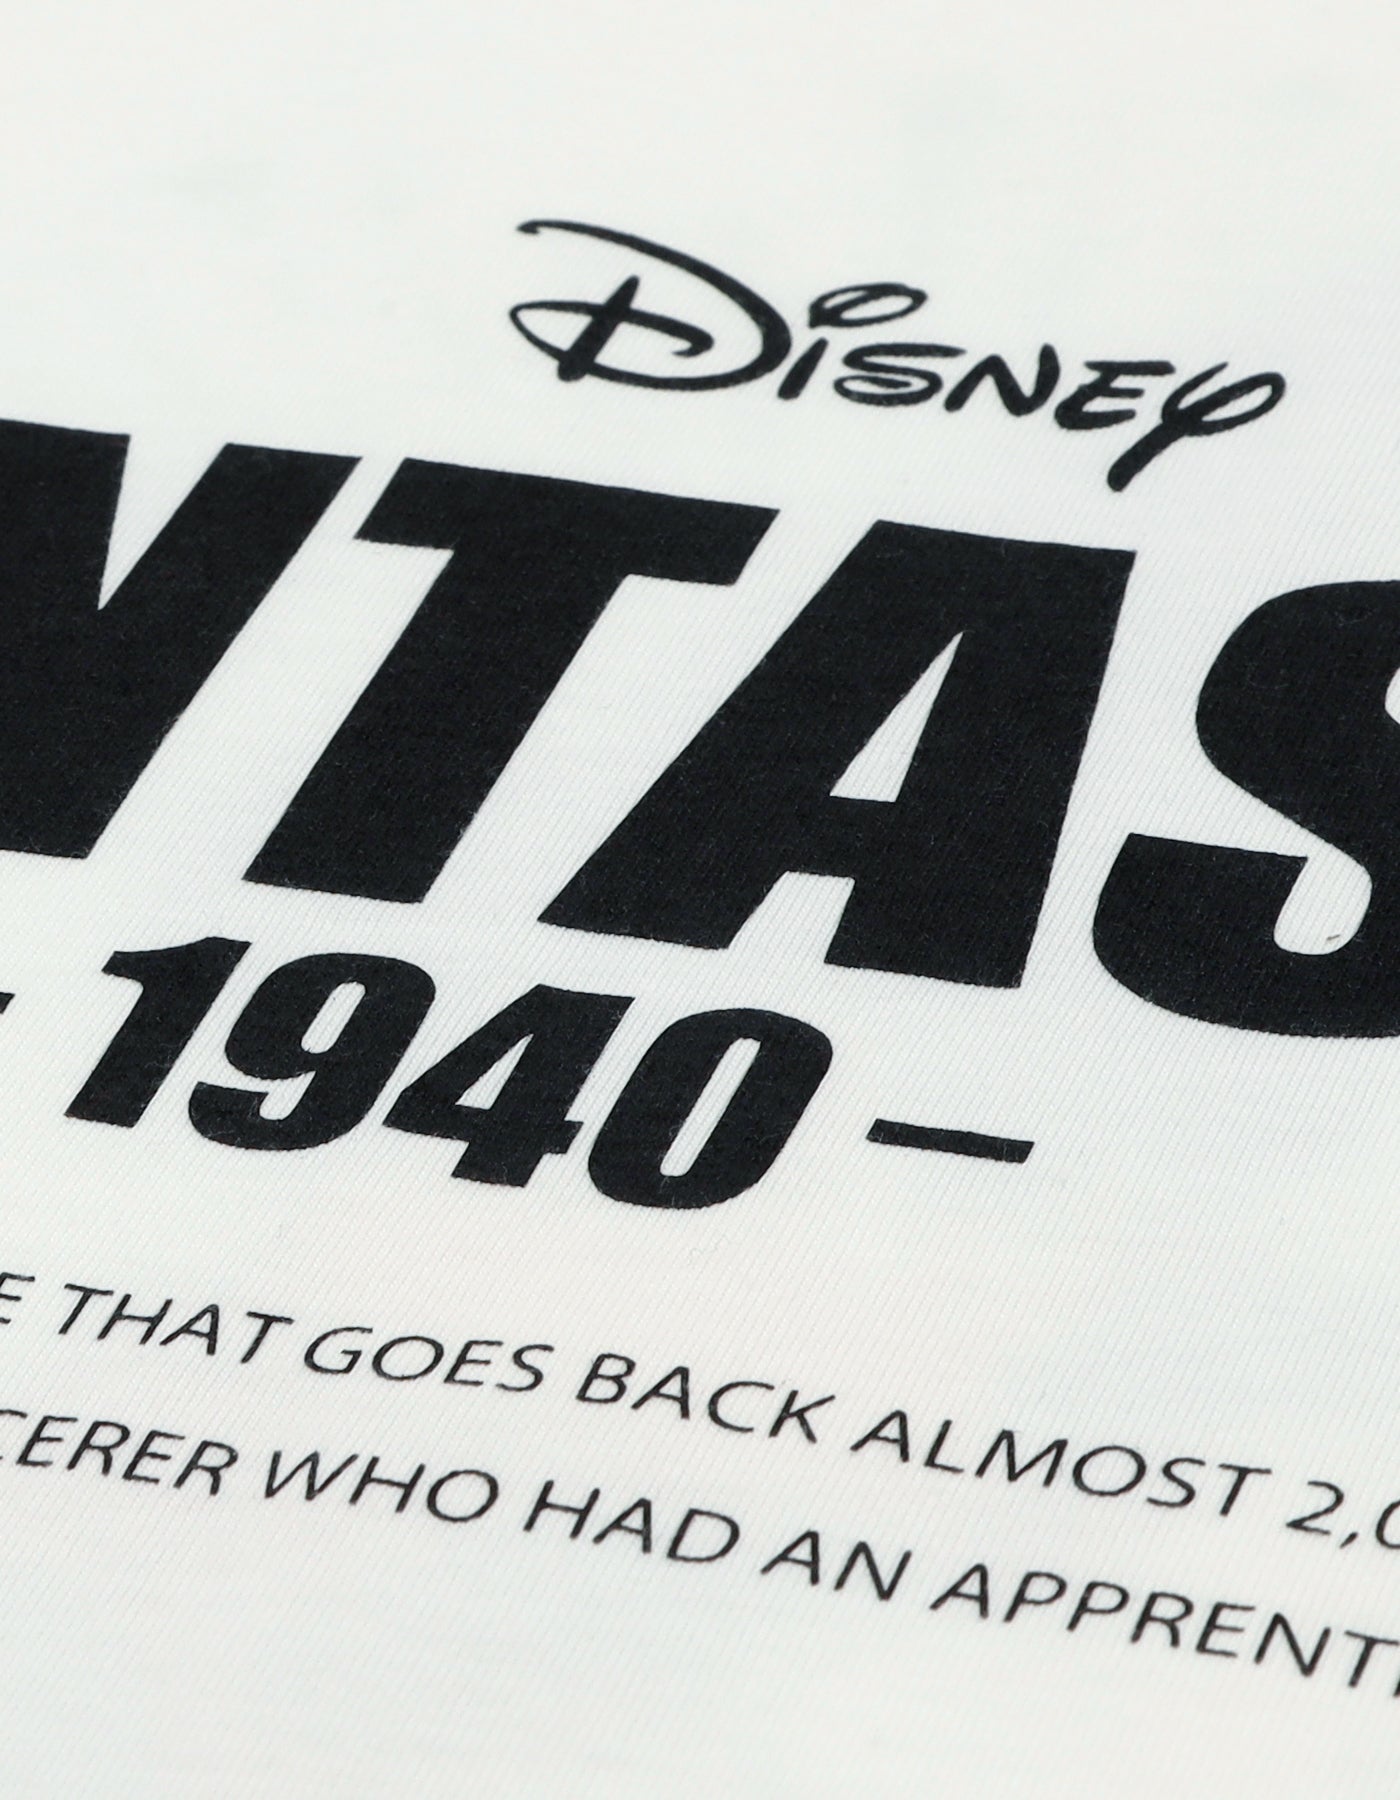 DISNEY
NTAS
- 1940 –
E THAT GOES BACK ALMOST 2,0
CERER WHO HAD AN APPRENT